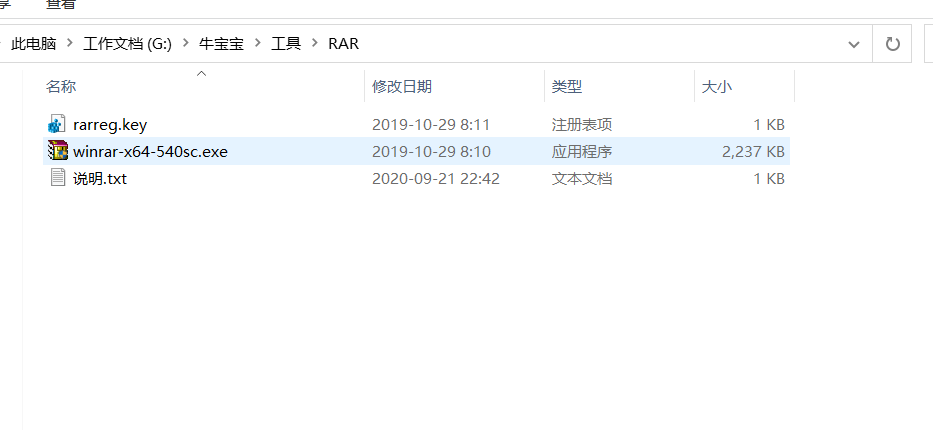 查看
此电脑 工作文档 (G:) 牛宝宝 工具 RAR
名称 修改日期 类型 大小
rarreg.key 2019-10-29 8:11 注册表项 1 KB
winrar-x64-540sc.exe 2019-10-29 8:10 应用程序 2,237 KB
说明.txt 2020-09-21 22:42 文本文档 1 KB